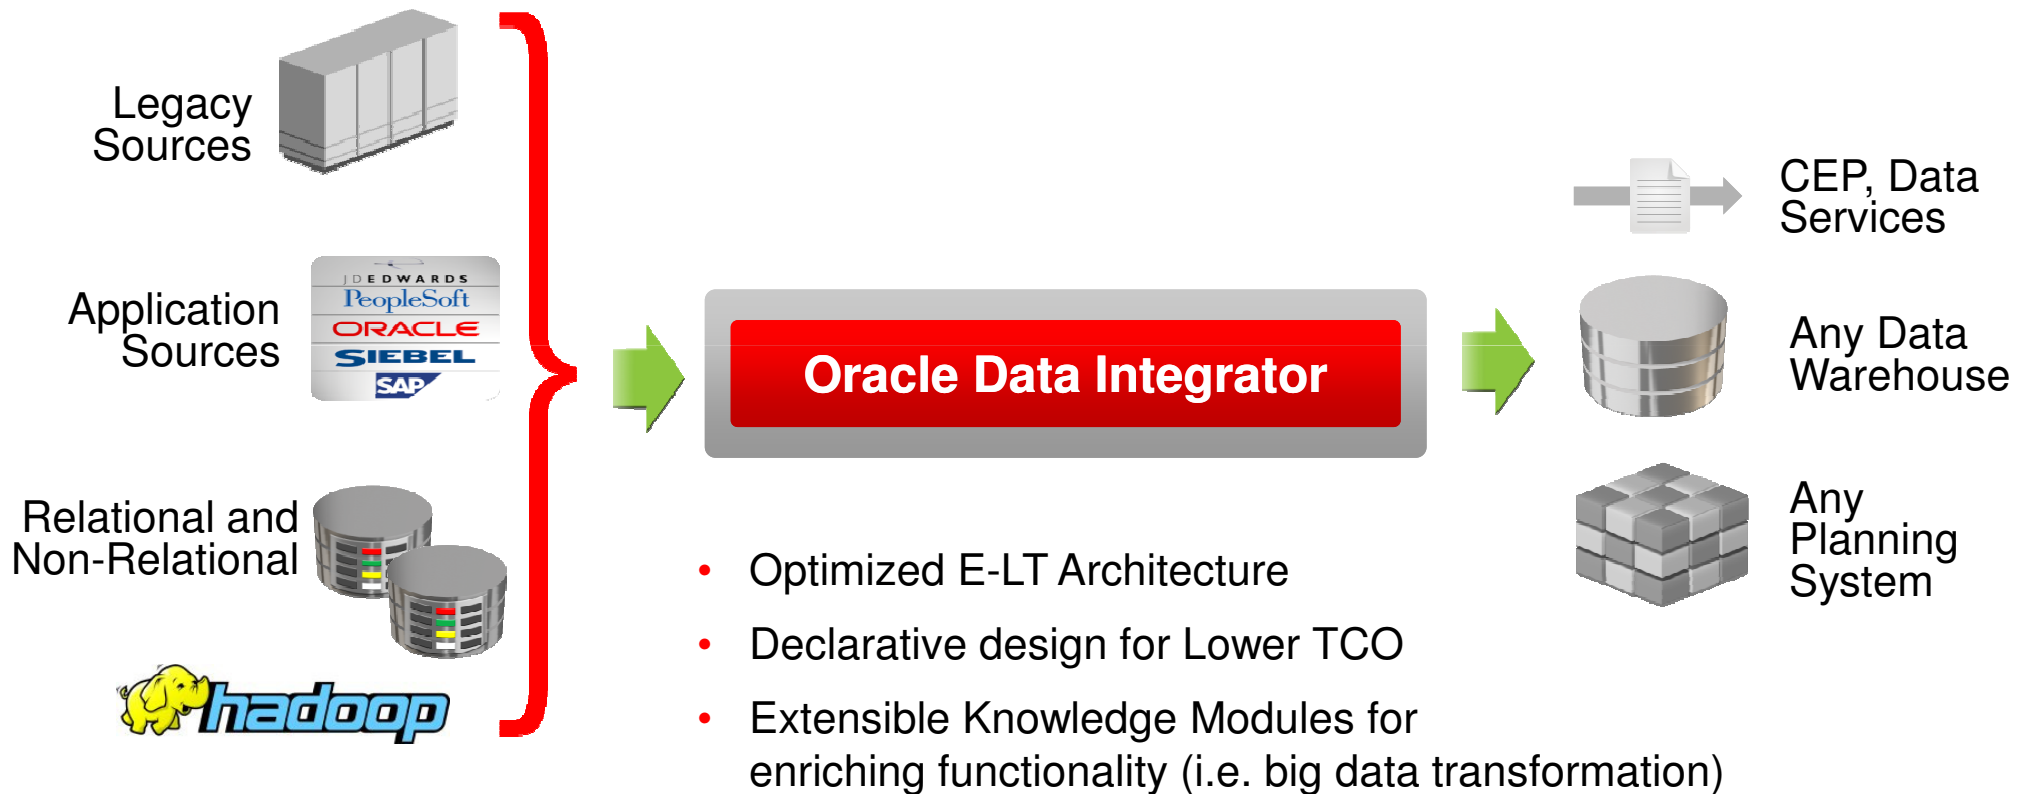 Legacy
Sources
Application
Sources
JDEDWARDS
PeopleSoft
ORACLE
SIEBEL
SAP
Relational and
Non-Relational
hadoop
Oracle Data Integrator
• Optimized E-LT Architecture
• Declarative design for Lower TCO
• Extensible Knowledge Modules for
enriching functionality (i.e. big data transformation)
CEP, Data
Services
Any Data
Warehouse
Any
Planning
System